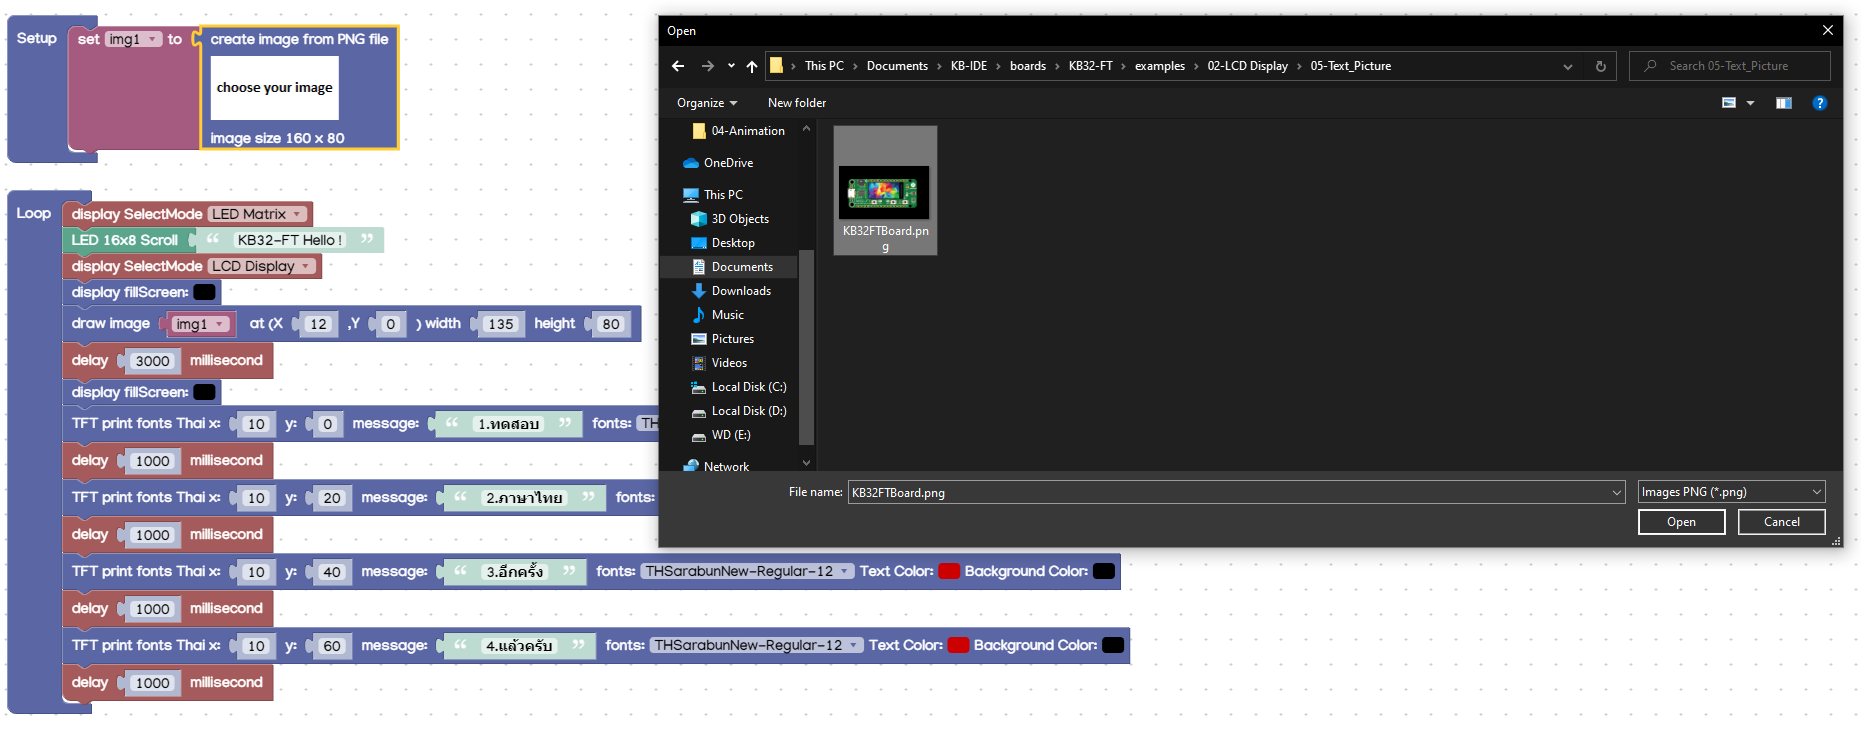 Setup
set img1 to create image from PNG file
choose your image
image size 160 x 80
Loop
display SelectMode LED Matrix
LED 16x8 Scroll “ KB32-FT Hello ! ”
display SelectMode LCD Display
display fillScreen:
draw image img1 at (X 12 ,Y 0 ) width 135 height 80
delay 3000 millisecond
display fillScreen:
TFT print fonts Thai x: 10 y: 0 message: “ 1.ทดสอบ ” fonts: TH
delay 1000 millisecond
TFT print fonts Thai x: 10 y: 20 message: “ 2.ภาษาไทย ” fonts:
delay 1000 millisecond
TFT print fonts Thai x: 10 y: 40 message: “ 3.อีกครั้ง ” fonts: THSarabunNew-Regular-12 Text Color: Background Color:
delay 1000 millisecond
TFT print fonts Thai x: 10 y: 60 message: “ 4.แล้วครับ ” fonts: THSarabunNew-Regular-12 Text Color: Background Color:
delay 1000 millisecond
Open
This PC › Documents › KB-IDE › boards › KB32-FT › examples › 02-LCD Display › 05-Text_Picture
Search 05-Text_Picture
Organize New folder
04-Animation
OneDrive
This PC
3D Objects
Desktop
Documents
Downloads
Music
Pictures
Videos
Local Disk (C:)
Local Disk (D:)
WD (E:)
Network
KB32FTBoard.pn
g
File name: KB32FTBoard.png
Images PNG (*.png)
Open Cancel